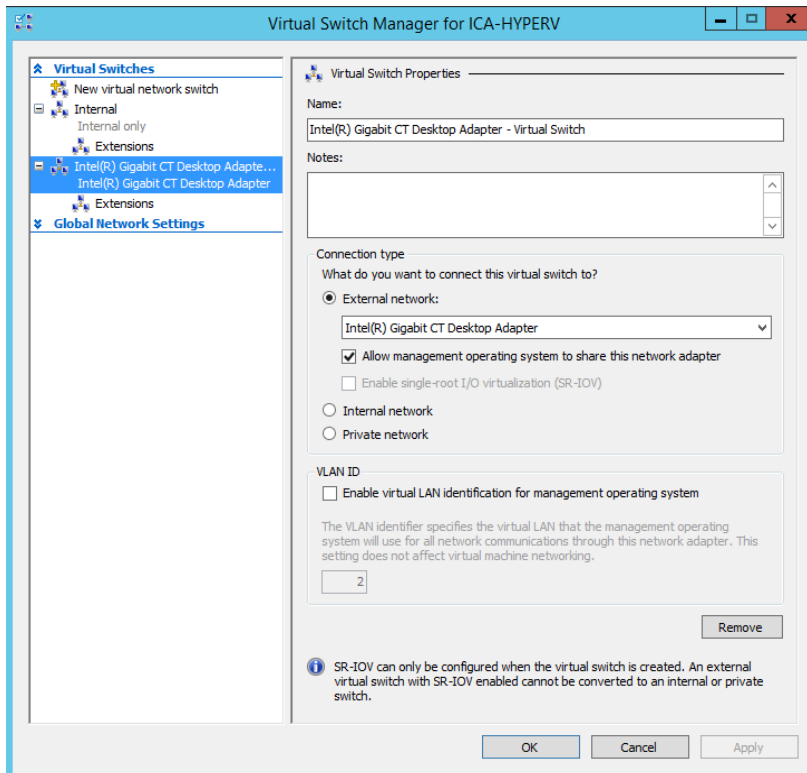 Virtual Switch Manager for ICA-HYPERV
Virtual Switches
New virtual network switch
Internal
Internal only
Extensions
Intel(R) Gigabit CT Desktop Adapte...
Intel(R) Gigabit CT Desktop Adapter
Extensions
Global Network Settings
Virtual Switch Properties
Name:
Intel(R) Gigabit CT Desktop Adapter - Virtual Switch
Notes:
Connection type
What do you want to connect this virtual switch to?
External network:
Intel(R) Gigabit CT Desktop Adapter
Allow management operating system to share this network adapter
Enable single-root I/O virtualization (SR-IOV)
Internal network
Private network
VLAN ID
Enable virtual LAN identification for management operating system
The VLAN identifier specifies the virtual LAN that the management operating
system will use for all network communications through this network adapter. This
setting does not affect virtual machine networking.
2
Remove
SR-IOV can only be configured when the virtual switch is created. An external
virtual switch with SR-IOV enabled cannot be converted to an internal or private
switch.
OK
Cancel
Apply